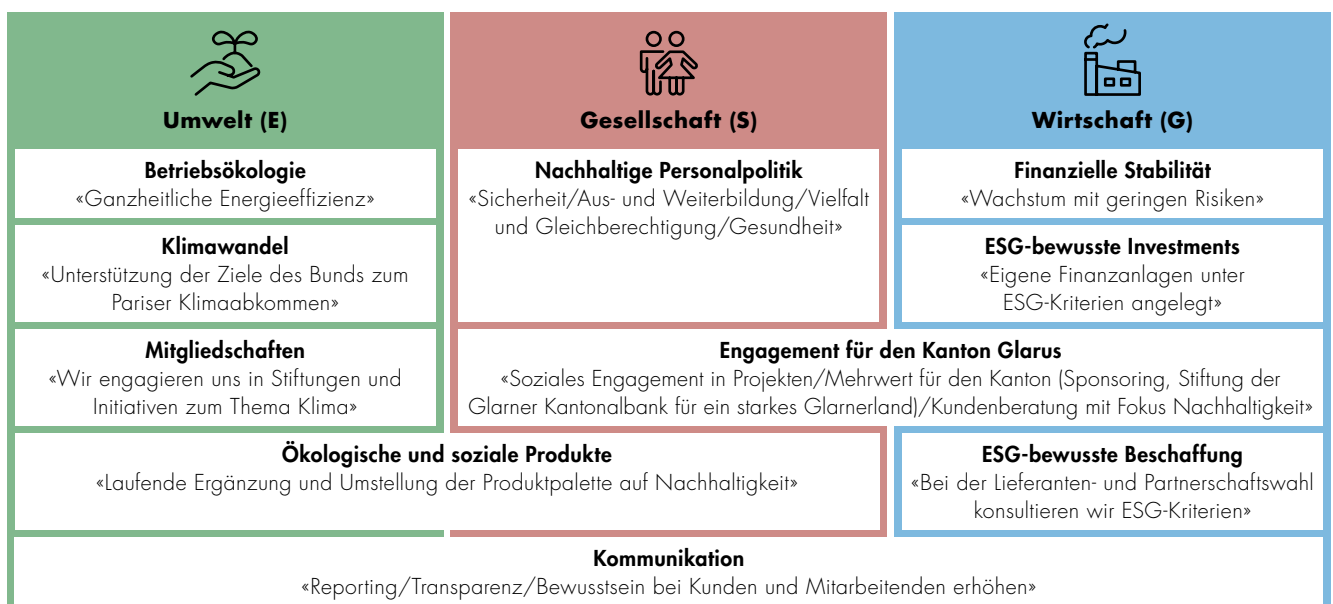 Umwelt (E)
Gesellschaft (S)
Wirtschaft (G)
Betriebsökologie
«Ganzheitliche Energieeffizienz»
Nachhaltige Personalpolitik
«Sicherheit/Aus- und Weiterbildung/Vielfalt
und Gleichberechtigung/Gesundheit»
Finanzielle Stabilität
«Wachstum mit geringen Risiken»
Klimawandel
«Unterstützung der Ziele des Bunds zum
Pariser Klimaabkommen»
ESG-bewusste Investments
«Eigene Finanzanlagen unter
ESG-Kriterien angelegt»
Mitgliedschaften
«Wir engagieren uns in Stiftungen und
Initiativen zum Thema Klima»
Engagement für den Kanton Glarus
«Soziales Engagement in Projekten/Mehrwert für den Kanton (Sponsoring, Stiftung der
Glarner Kantonalbank für ein starkes Glarnerland)/Kundenberatung mit Fokus Nachhaltigkeit»
Ökologische und soziale Produkte
«Laufende Ergänzung und Umstellung der Produktpalette auf Nachhaltigkeit»
ESG-bewusste Beschaffung
«Bei der Lieferanten- und Partnerschaftswahl
konsultieren wir ESG-Kriterien»
Kommunikation
«Reporting/Transparenz/Bewusstsein bei Kunden und Mitarbeitenden erhöhen»